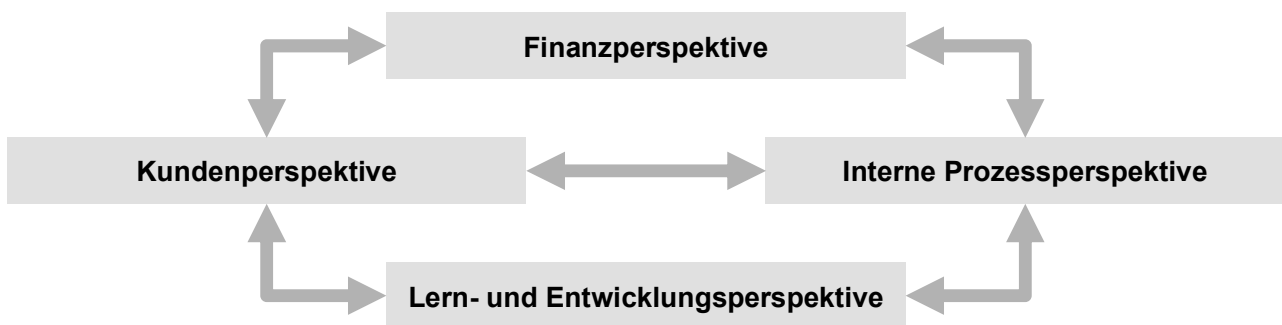 Finanzperspektive
Kundenperspektive
Interne Prozessperspektive
Lern- und Entwicklungsperspektive